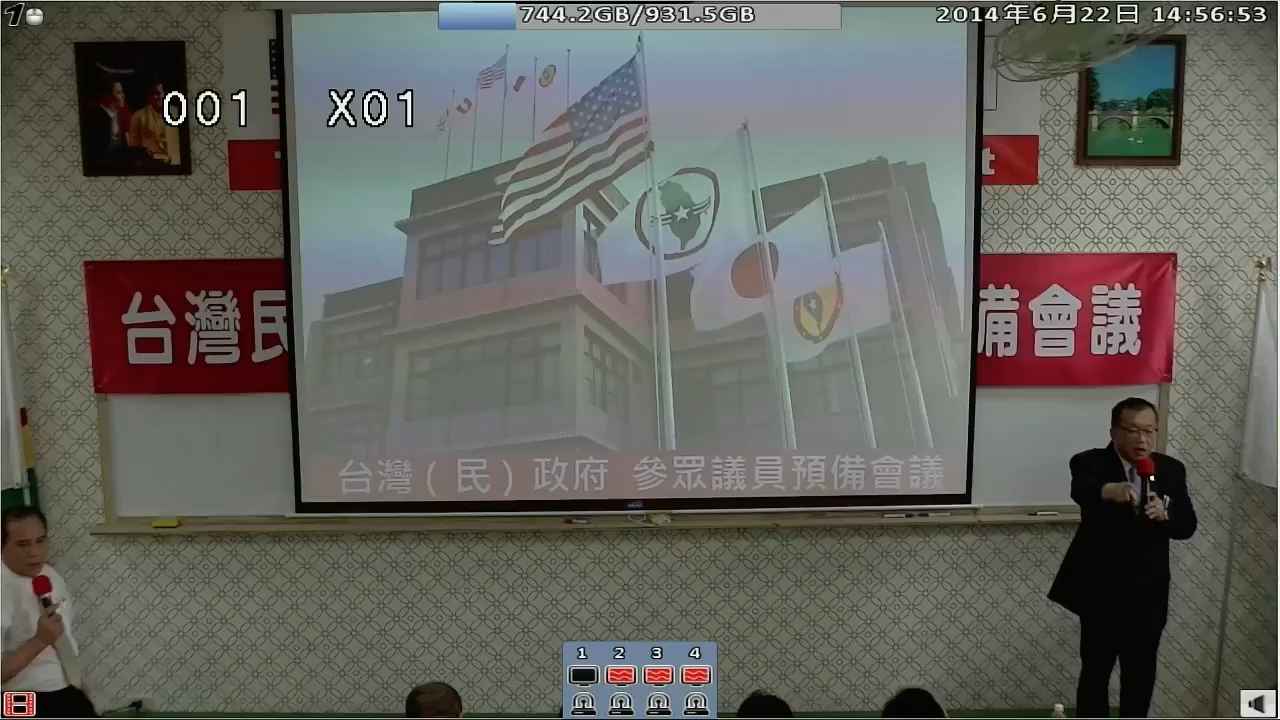 744.2GB/931.5GB
2014年6月22日 14:56:53
001 X01
t
台灣民
備會議
台灣（民）政府 參眾議員預備會議
1 2 3 4